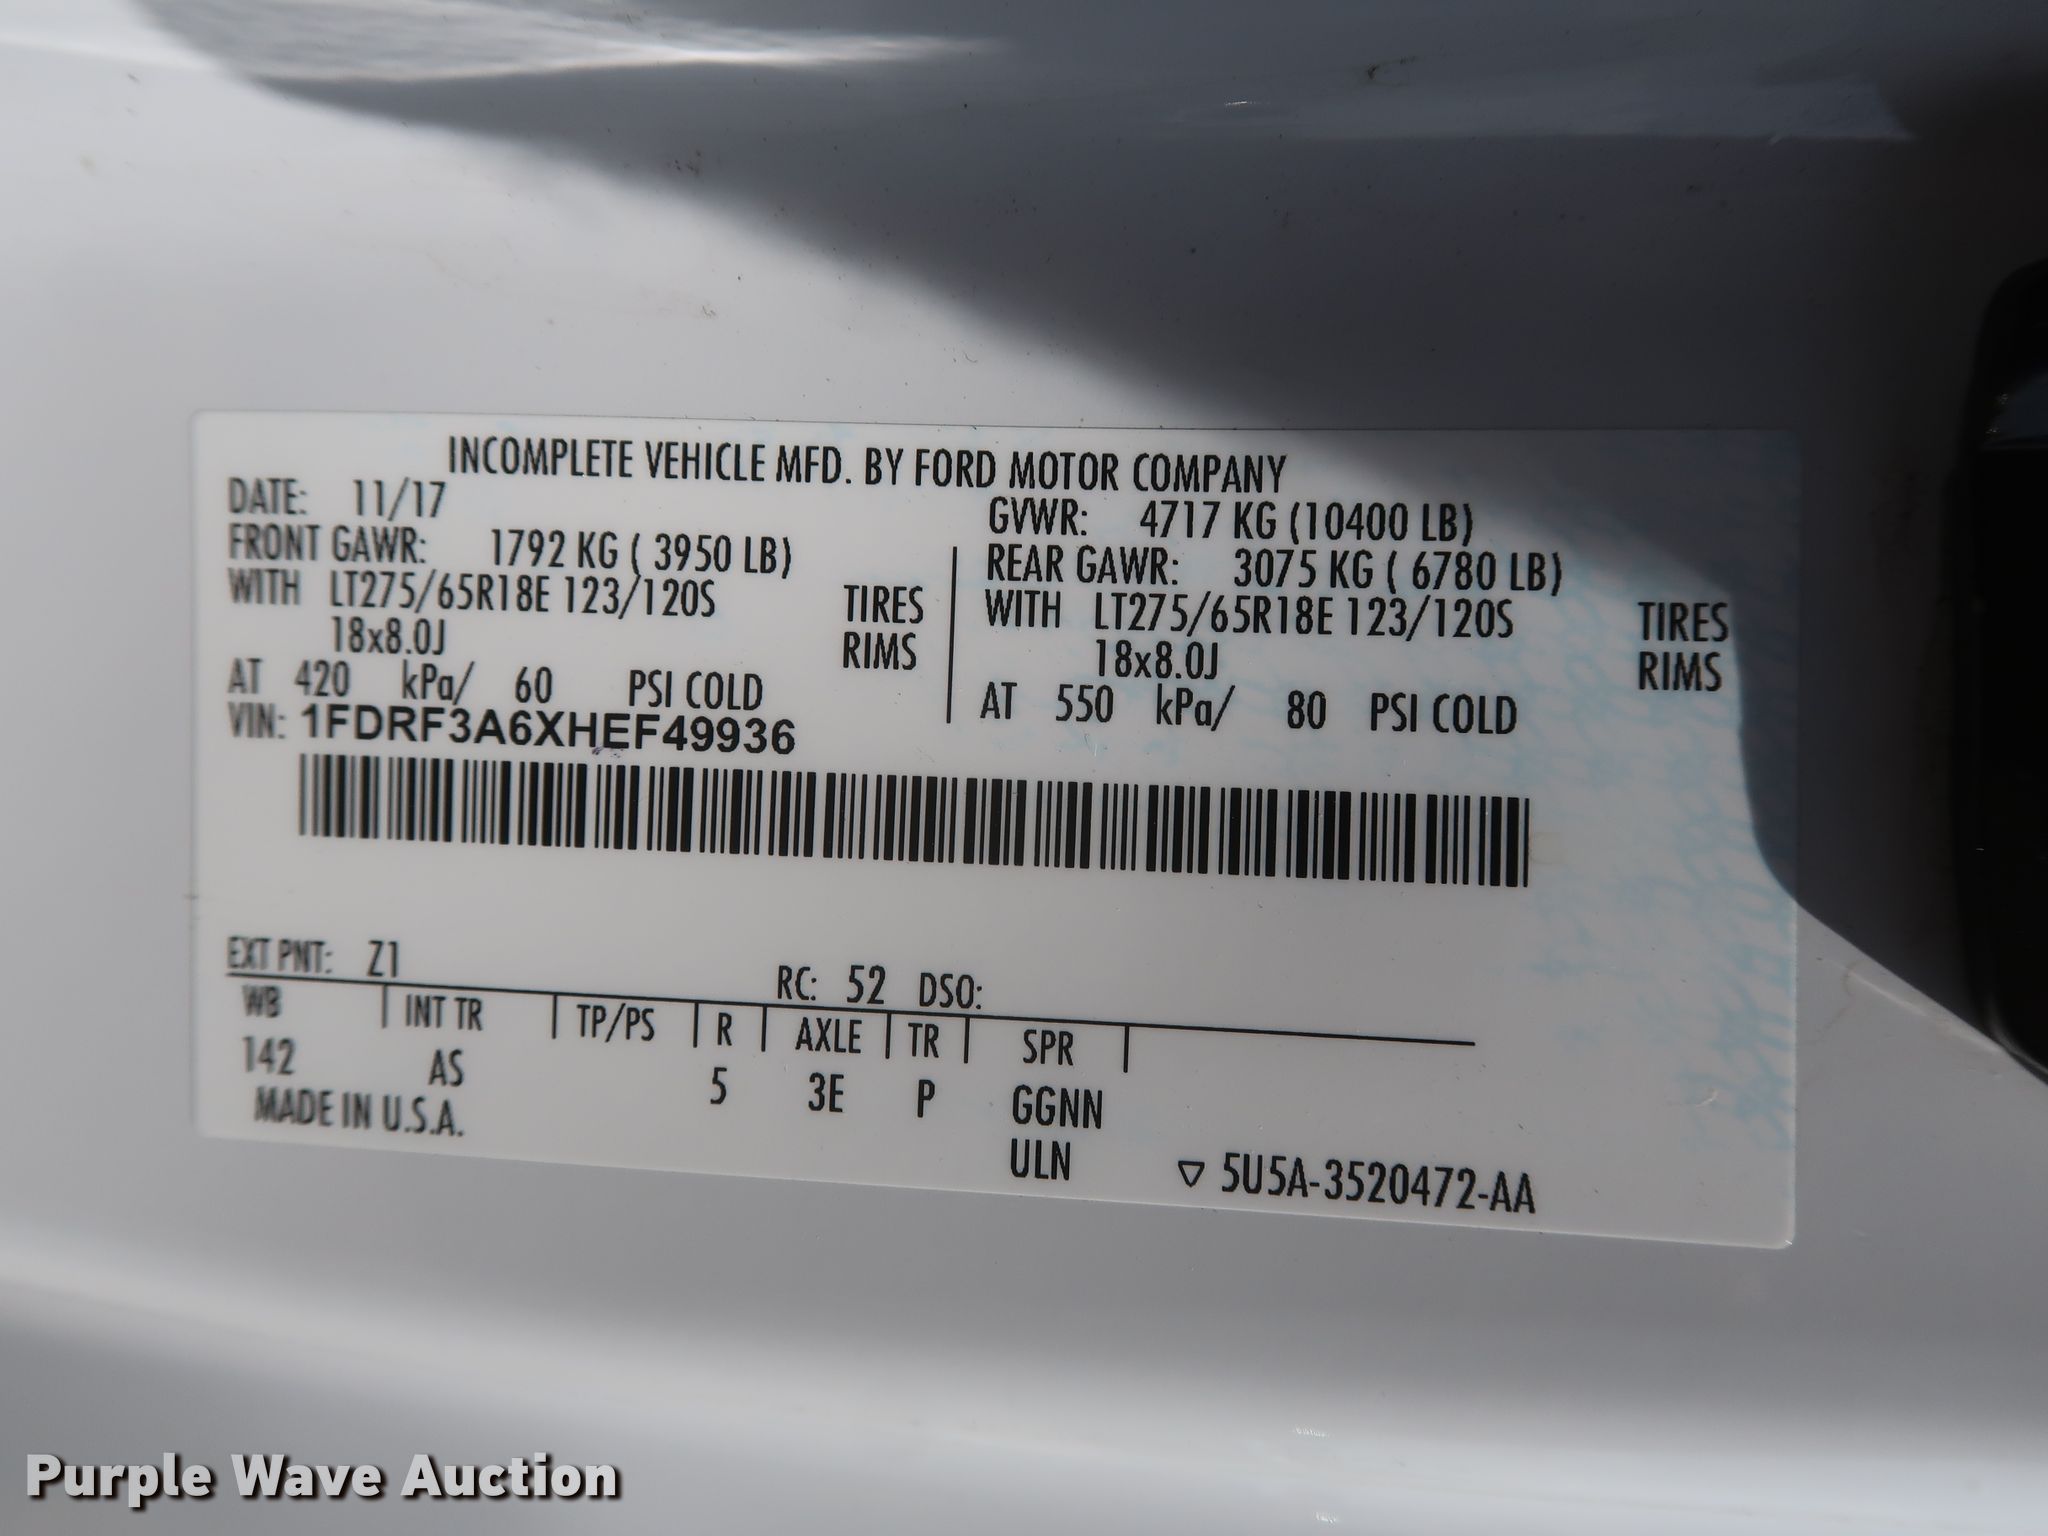 INCOMPLETE VEHICLE MFD. BY FORD MOTOR COMPANY
DATE: 11/17 GVWR: 4717 KG (10400 LB)
FRONT GAWR: 1792 KG ( 3950 LB) REAR GAWR: 3075 KG ( 6780 LB)
WITH LT275/65R18E 123/120S TIRES WITH LT275/65R18E 123/120S TIRES
18x8.0J RIMS 18x8.0J RIMS
AT 420 kPa/ 60 PSI COLD AT 550 kPa/ 80 PSI COLD
VIN: 1FDRF3A6XHEF49936
EXT PNT: Z1 RC: 52 DSO:
WB INT TR TP/PS R AXLE TR SPR
142 AS 5 3E P GGNN
MADE IN U.S.A. ULN ▽ 5U5A-3520472-AA
Purple Wave Auction